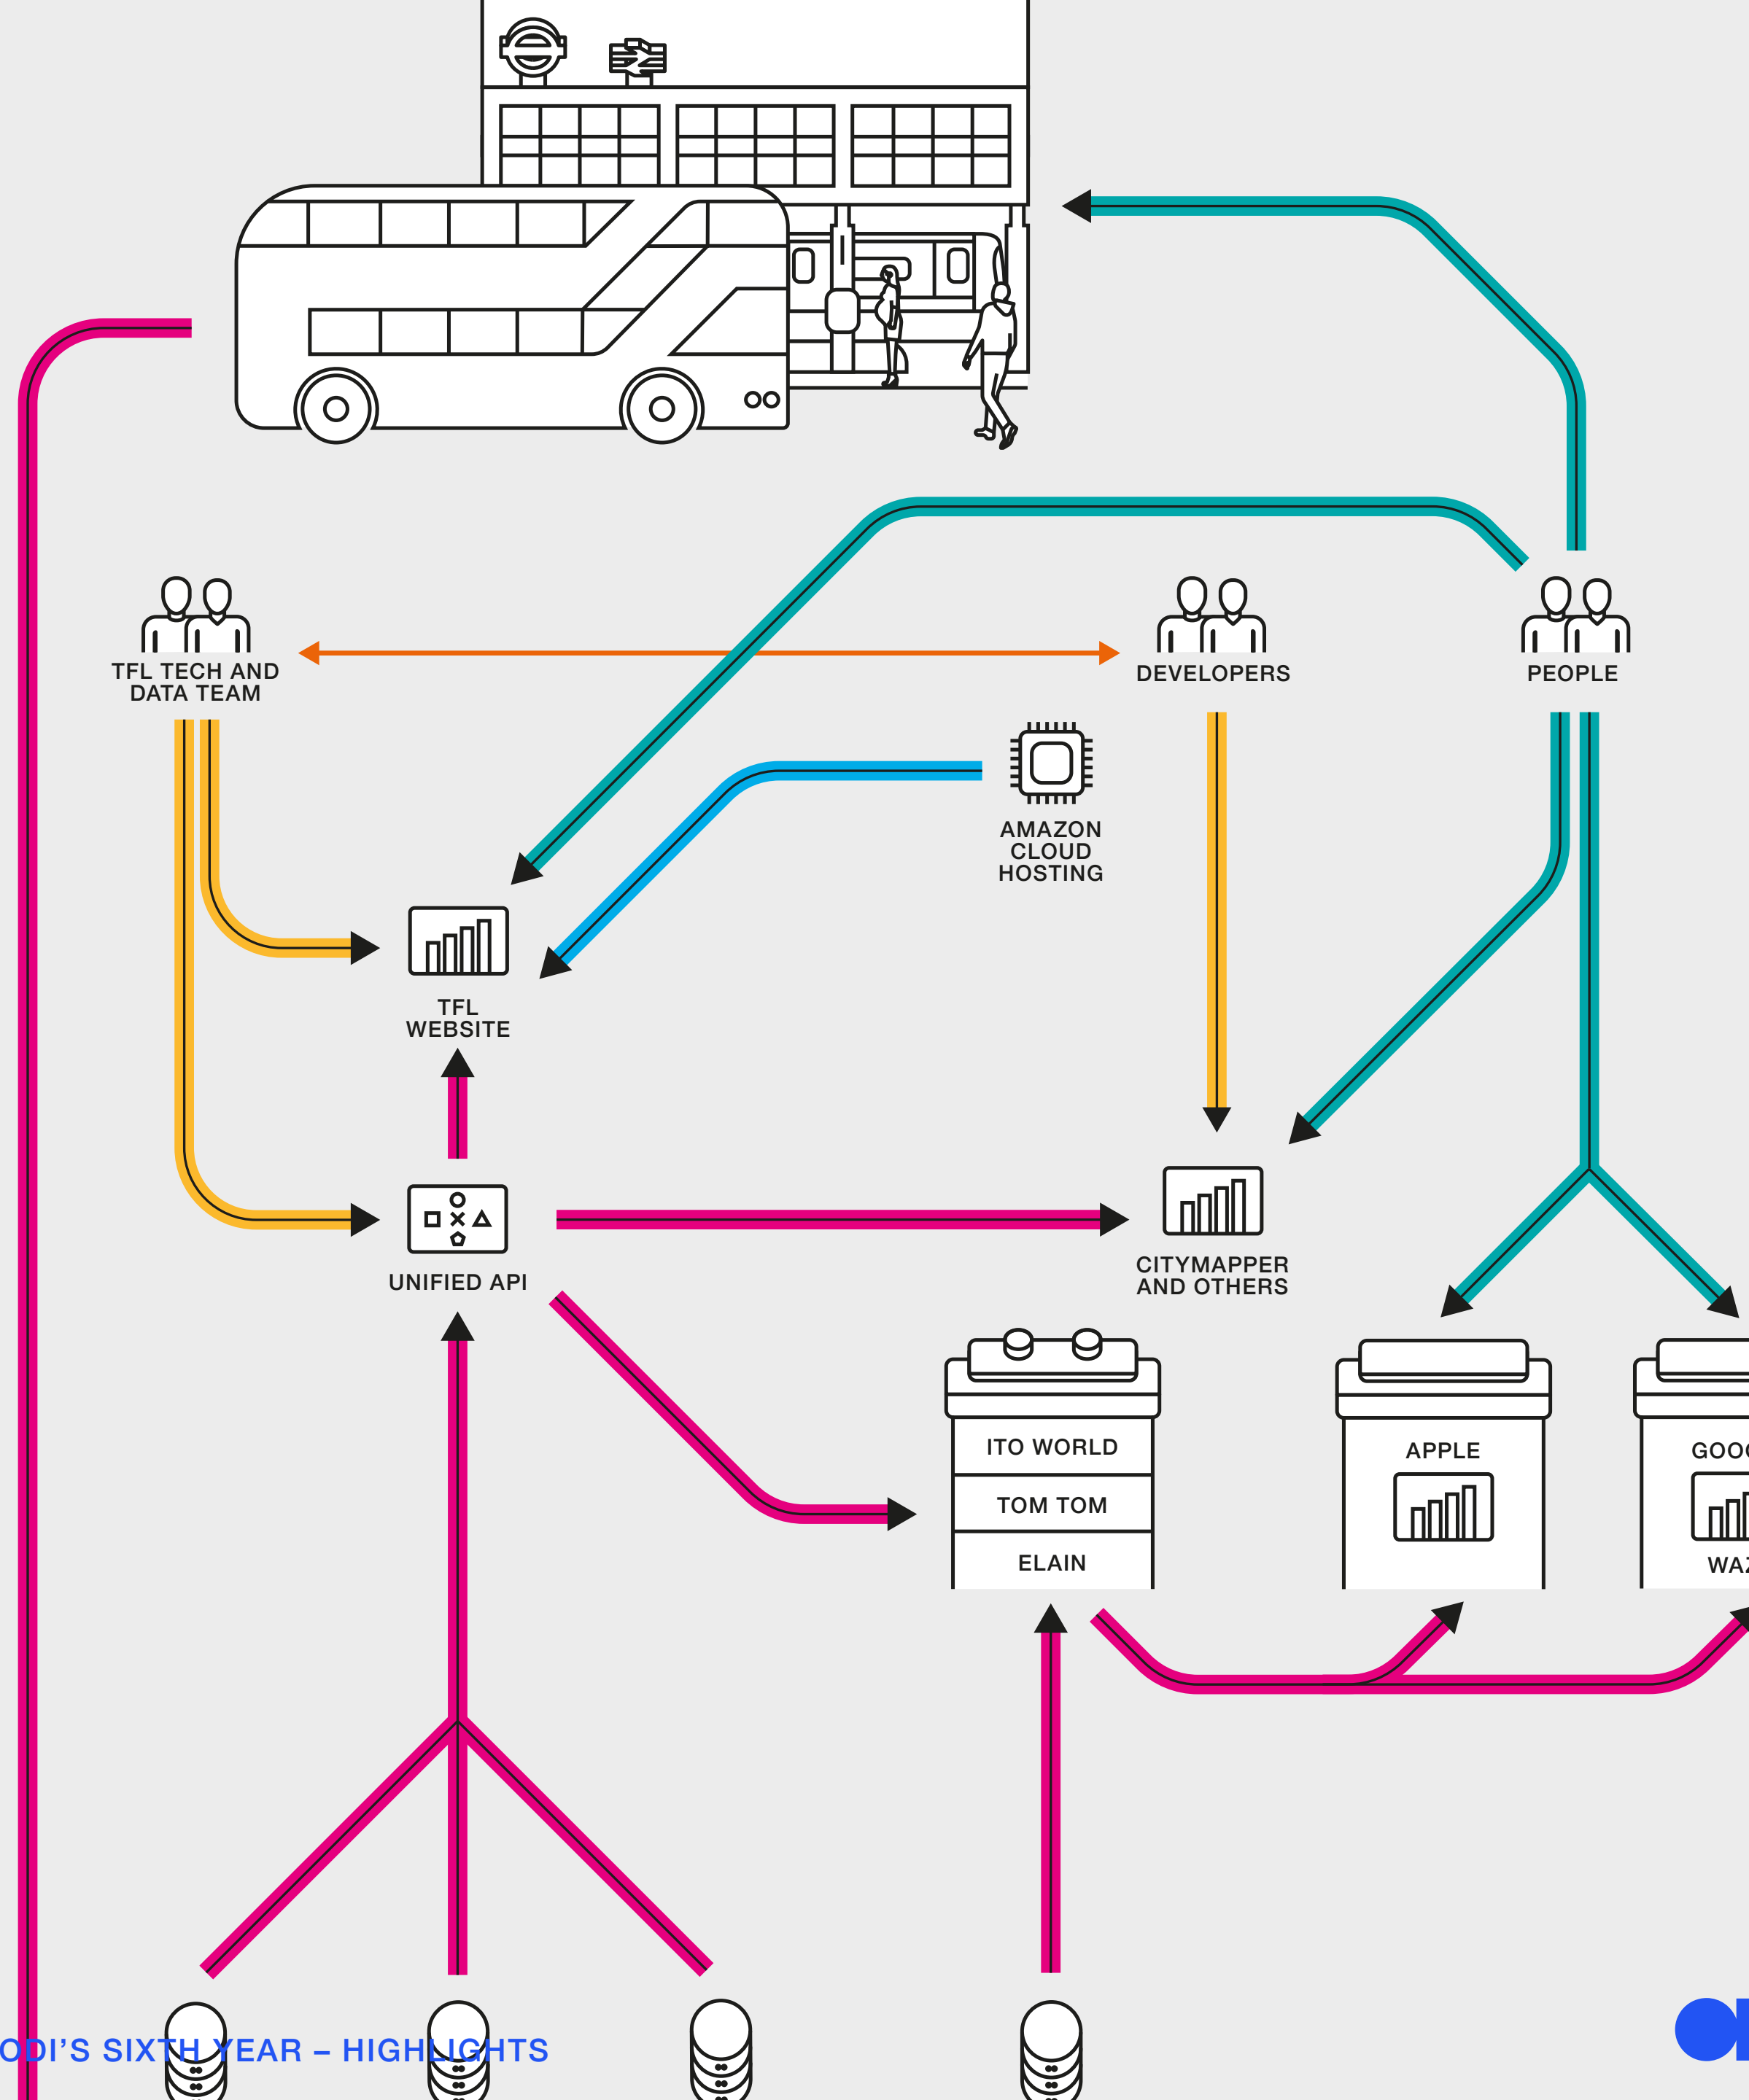 TFL TECH AND
DATA TEAM
DEVELOPERS
PEOPLE
AMAZON
CLOUD
HOSTING
TFL
WEBSITE
UNIFIED API
CITYMAPPER
AND OTHERS
ITO WORLD
TOM TOM
ELAIN
APPLE
ODI’S SIXTH YEAR – HIGHLIGHTS